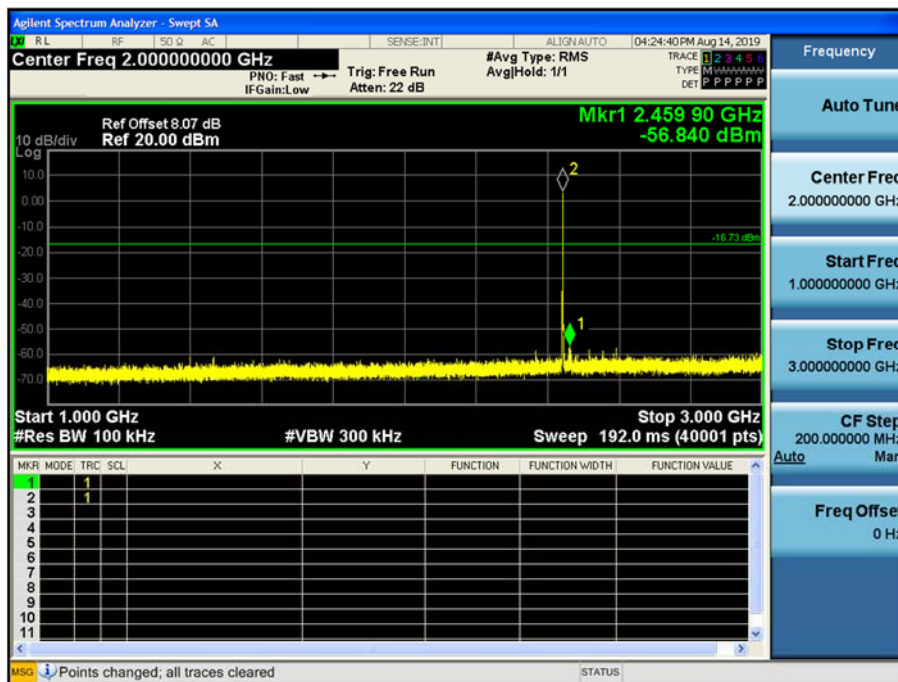 Agilent Spectrum Analyzer - Swept SA
RL RF 50 Ω AC SENSE:INT ALIGN AUTO 04:24:40 PM Aug 14, 2019
Center Freq 2.000000000 GHz
#Avg Type: RMS
TRACE 1 2 3 4 5 6
PNO: Fast
Trig: Free Run
Avg|Hold: 1/1
TYPE M WWWWW
IFGain:Low
Atten: 22 dB
DET P P P P P P
Mkr1 2.459 90 GHz
-56.840 dBm
Ref Offset 8.07 dB
10 dB/div
Ref 20.00 dBm
Log
10.0
0.00
-10.0
-20.0
-30.0
-40.0
-50.0
-60.0
-70.0
2
-16.73 dBm
1
Start 1.000 GHz
Stop 3.000 GHz
#Res BW 100 kHz
#VBW 300 kHz
Sweep 192.0 ms (40001 pts)
MKR MODE TRC SCL X Y FUNCTION FUNCTION WIDTH FUNCTION VALUE
1 1
2 1
3
4
5
6
7
8
9
10
11
MSG Points changed; all traces cleared STATUS
Frequency
Auto Tune
Center Freq
2.000000000 GHz
Start Freq
1.000000000 GHz
Stop Freq
3.000000000 GHz
CF Step
200.000000 MHz
Auto Man
Freq Offset
0 Hz